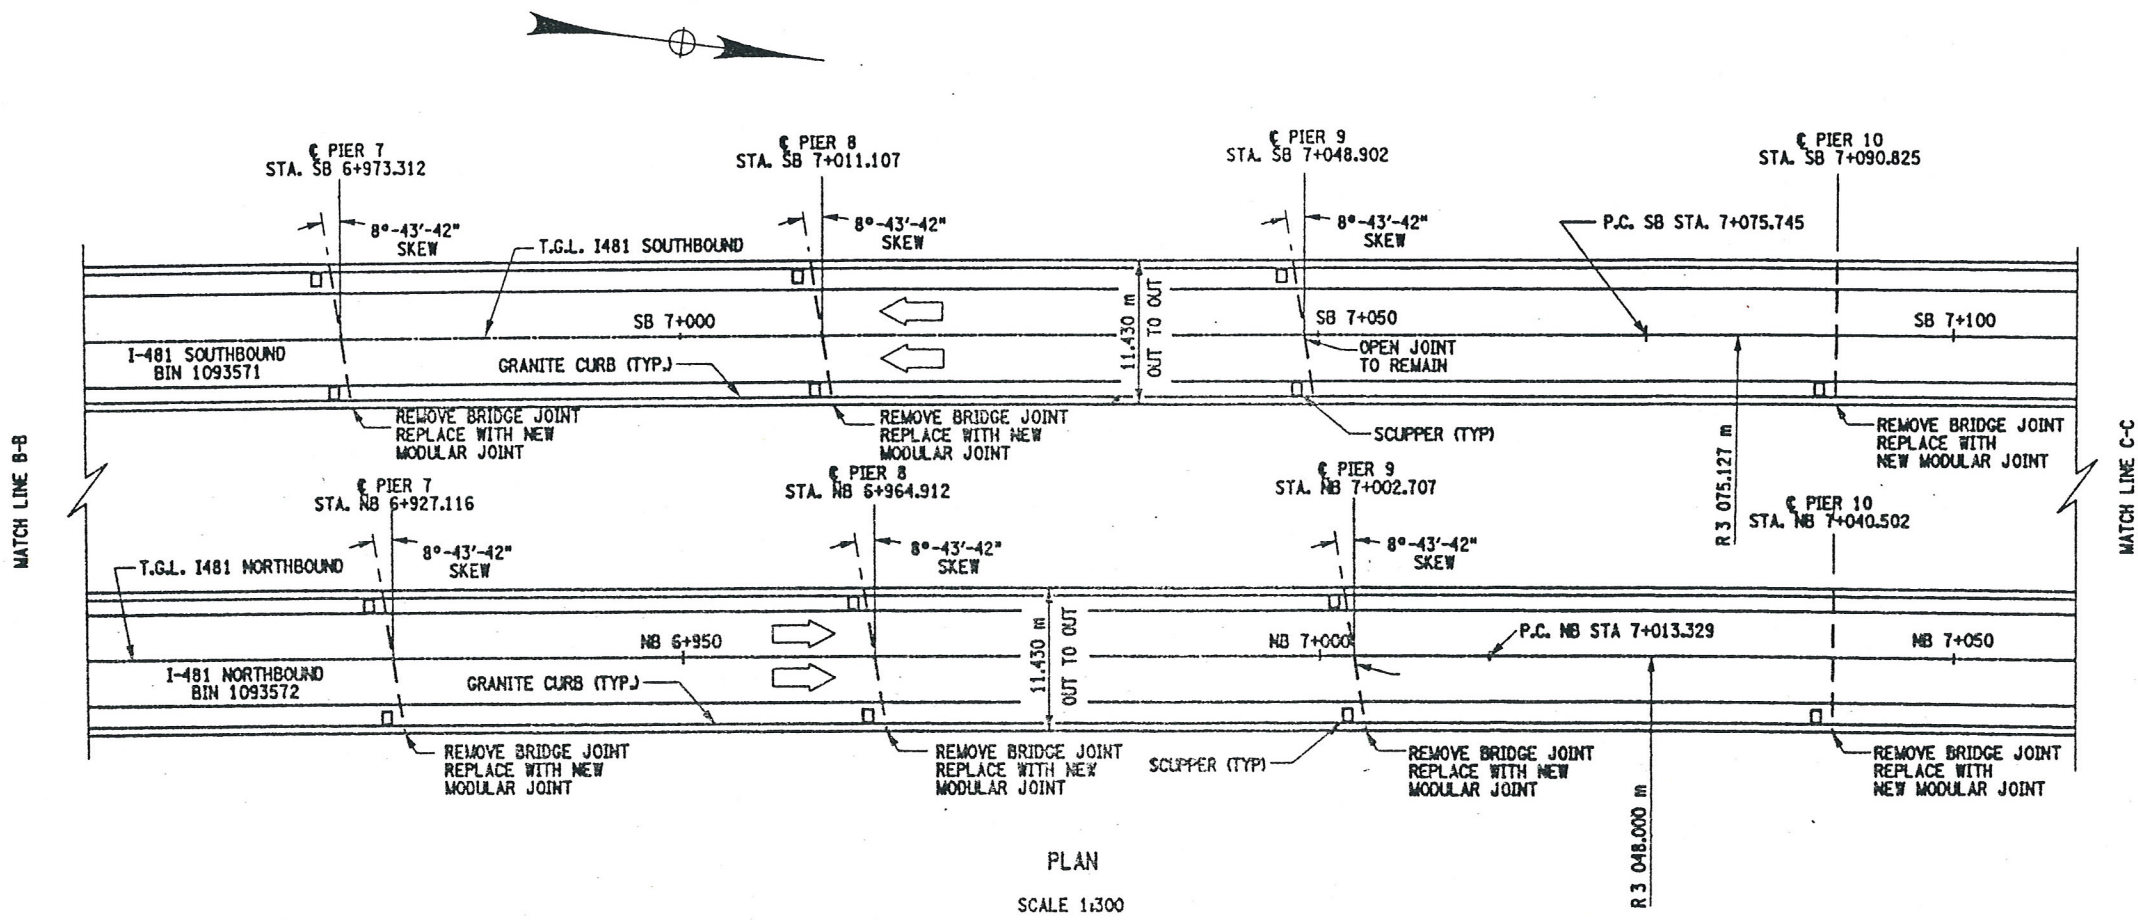 ℄ PIER 7
STA. SB 6+973.312
℄ PIER 8
STA. SB 7+011.107
℄ PIER 9
STA. SB 7+048.902
℄ PIER 10
STA. SB 7+090.825
8°-43'-42"
SKEW
8°-43'-42"
SKEW
8°-43'-42"
SKEW
T.G.L. I481 SOUTHBOUND
P.C. SB STA. 7+075.745
SB 7+000
SB 7+050
SB 7+100
I-481 SOUTHBOUND
BIN 1093571
GRANITE CURB (TYP.)
11.430 m
OUT TO OUT
OPEN JOINT
TO REMAIN
REMOVE BRIDGE JOINT
REPLACE WITH NEW
MODULAR JOINT
REMOVE BRIDGE JOINT
REPLACE WITH NEW
MODULAR JOINT
SCUPPER (TYP)
REMOVE BRIDGE JOINT
REPLACE WITH
NEW MODULAR JOINT
R 3 075.127 m
MATCH LINE B-B
MATCH LINE C-C
℄ PIER 7
STA. NB 6+927.116
℄ PIER 8
STA. NB 6+964.912
℄ PIER 9
STA. NB 7+002.707
℄ PIER 10
STA. NB 7+040.502
8°-43'-42"
SKEW
8°-43'-42"
SKEW
8°-43'-42"
SKEW
T.G.L. I481 NORTHBOUND
NB 6+950
NB 7+000
P.C. NB STA 7+013.329
NB 7+050
I-481 NORTHBOUND
BIN 1093572
GRANITE CURB (TYP.)
11.430 m
OUT TO OUT
REMOVE BRIDGE JOINT
REPLACE WITH NEW
MODULAR JOINT
REMOVE BRIDGE JOINT
REPLACE WITH NEW
MODULAR JOINT
SCUPPER (TYP)
REMOVE BRIDGE JOINT
REPLACE WITH NEW
MODULAR JOINT
REMOVE BRIDGE JOINT
REPLACE WITH
NEW MODULAR JOINT
R 3 048.000 m
PLAN
SCALE 1:300